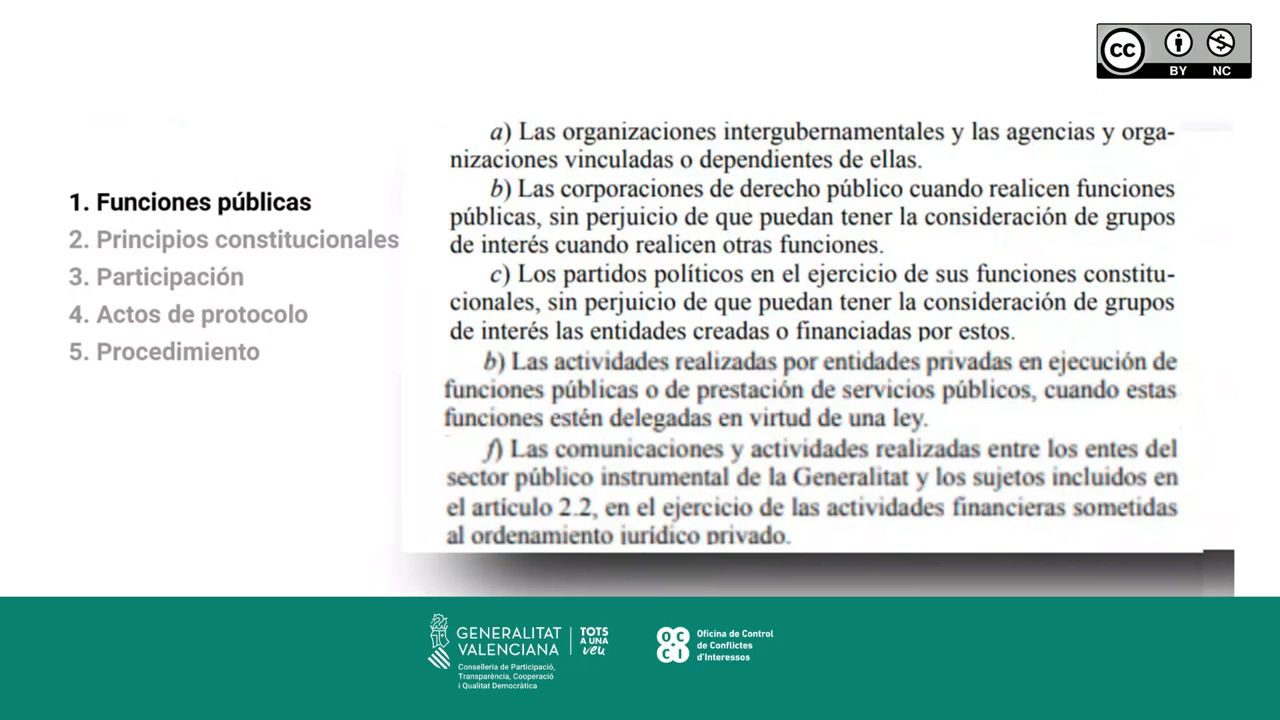 CC
BY NC
1. Funciones públicas
2. Principios constitucionales
3. Participación
4. Actos de protocolo
5. Procedimiento
a) Las organizaciones intergubernamentales y las agencias y orga-
nizaciones vinculadas o dependientes de ellas.
b) Las corporaciones de derecho público cuando realicen funciones
públicas, sin perjuicio de que puedan tener la consideración de grupos
de interés cuando realicen otras funciones.
c) Los partidos políticos en el ejercicio de sus funciones constitu-
cionales, sin perjuicio de que puedan tener la consideración de grupos
de interés las entidades creadas o financiadas por estos.
b) Las actividades realizadas por entidades privadas en ejecución de
funciones públicas o de prestación de servicios públicos, cuando estas
funciones estén delegadas en virtud de una ley.
f) Las comunicaciones y actividades realizadas entre los entes del
sector público instrumental de la Generalitat y los sujetos incluidos en
el artículo 2.2, en el ejercicio de las actividades financieras sometidas
al ordenamiento jurídico privado.
GENERALITAT
VALENCIANA
Conselleria de Participació,
Transparència, Cooperació
i Qualitat Democràtica
TOTS
A UNA
veu
OC
CI
Oficina de Control
de Conflictes
d'Interessos